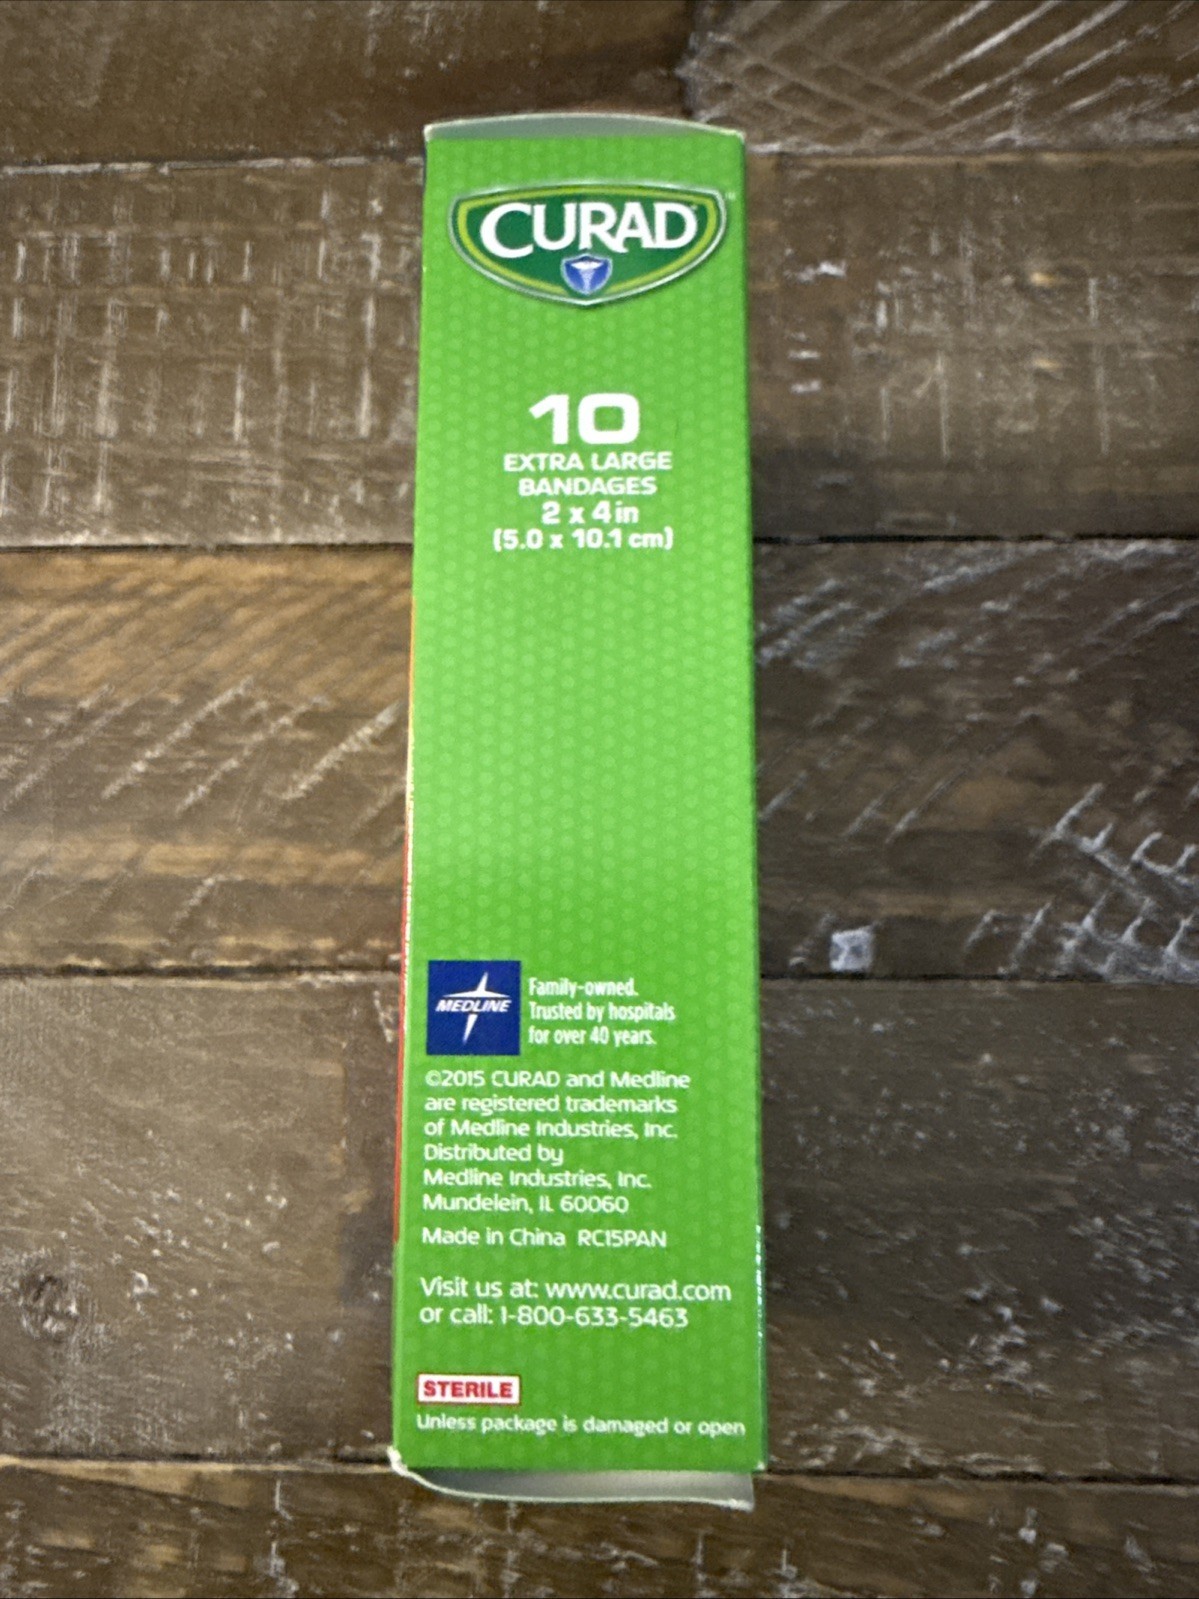 CURAD
10
EXTRA LARGE
BANDAGES
2 x 4 in
(5.0 x 10.1 cm)
MEDLINE
Family-owned.
Trusted by hospitals
for over 40 years.
©2015 CURAD and Medline
are registered trademarks
of Medline Industries, Inc.
Distributed by
Medline Industries, Inc.
Mundelein, IL 60060
Made in China RC15PAN
Visit us at: www.curad.com
or call: 1-800-633-5463
STERILE
Unless package is damaged or open